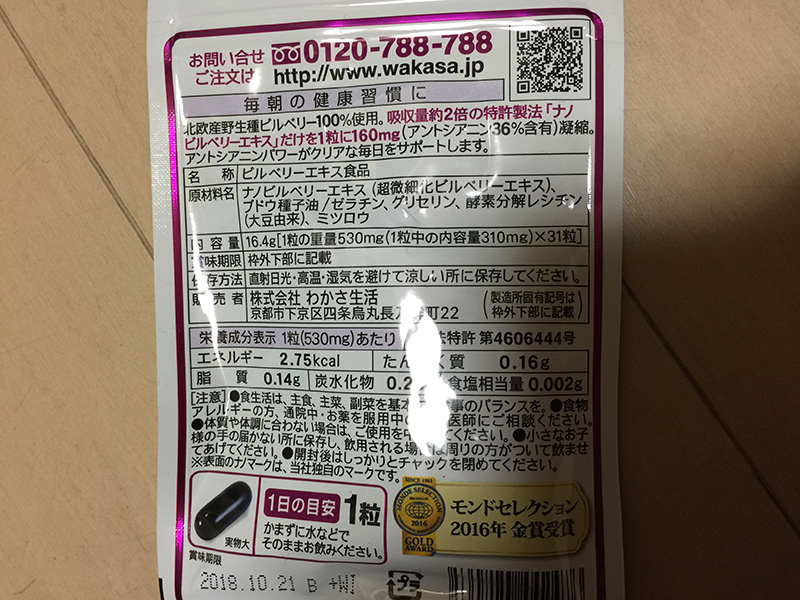 お問い合せ
ご注文は 0120-788-788
http://www.wakasa.jp
毎朝の健康習慣に
北欧産野生種ビルベリー100%使用。吸収量約2倍の特許製法「ナノ
ビルベリーエキス」だけを1粒に160mg(アントシアニン36%含有)凝縮。
アントシアニンパワーがクリアな毎日をサポートします。
名 称 ビルベリーエキス食品
原材料名 ナノビルベリーエキス(超微細化ビルベリーエキス)、
ブドウ種子油/ゼラチン、グリセリン、酵素分解レシチン
(大豆由来)、ミツロウ
内 容 量 16.4g[1粒の重量530mg(1粒中の内容量310mg)×31粒]
賞味期限 枠外下部に記載
保存方法 直射日光・高温・湿気を避けて涼しい所に保存してください。
販 売 者 株式会社 わかさ生活
京都市下京区四条烏丸長 町22
(製造所固有記号は
枠外下部に記載)
栄養成分表示 1粒(530mg)あたり 法特許 第4606444号
エネルギー 2.75kcal たん 質 0.16g
脂 質 0.14g 炭水化物 0.2 食塩相当量 0.002g
[注意]●食生活は、主食、主菜、副菜を基本 事のバランスを。●食物
アレルギーの方、通院中・お薬を服用中の 医師にご相談ください。
●体質や体調に合わない場合は、ご使用を中 てください。●小さなお子
様の手の届かない所に保存し、飲用される場 は周りの方がついて飲ませ
てあげてください。●開封後はしっかりとチャックを閉めてください。
※表面のナノマークは、当社独自のマークです。
実物大
1日の目安 1粒
かまずに水などで
そのままお飲みください。
SINCE 1961
MONDE SELECTION
2016
GOLD
AWARD
モンドセレクション
2016年 金賞受賞
賞味期限
2018.10.21 B +WI
プラ